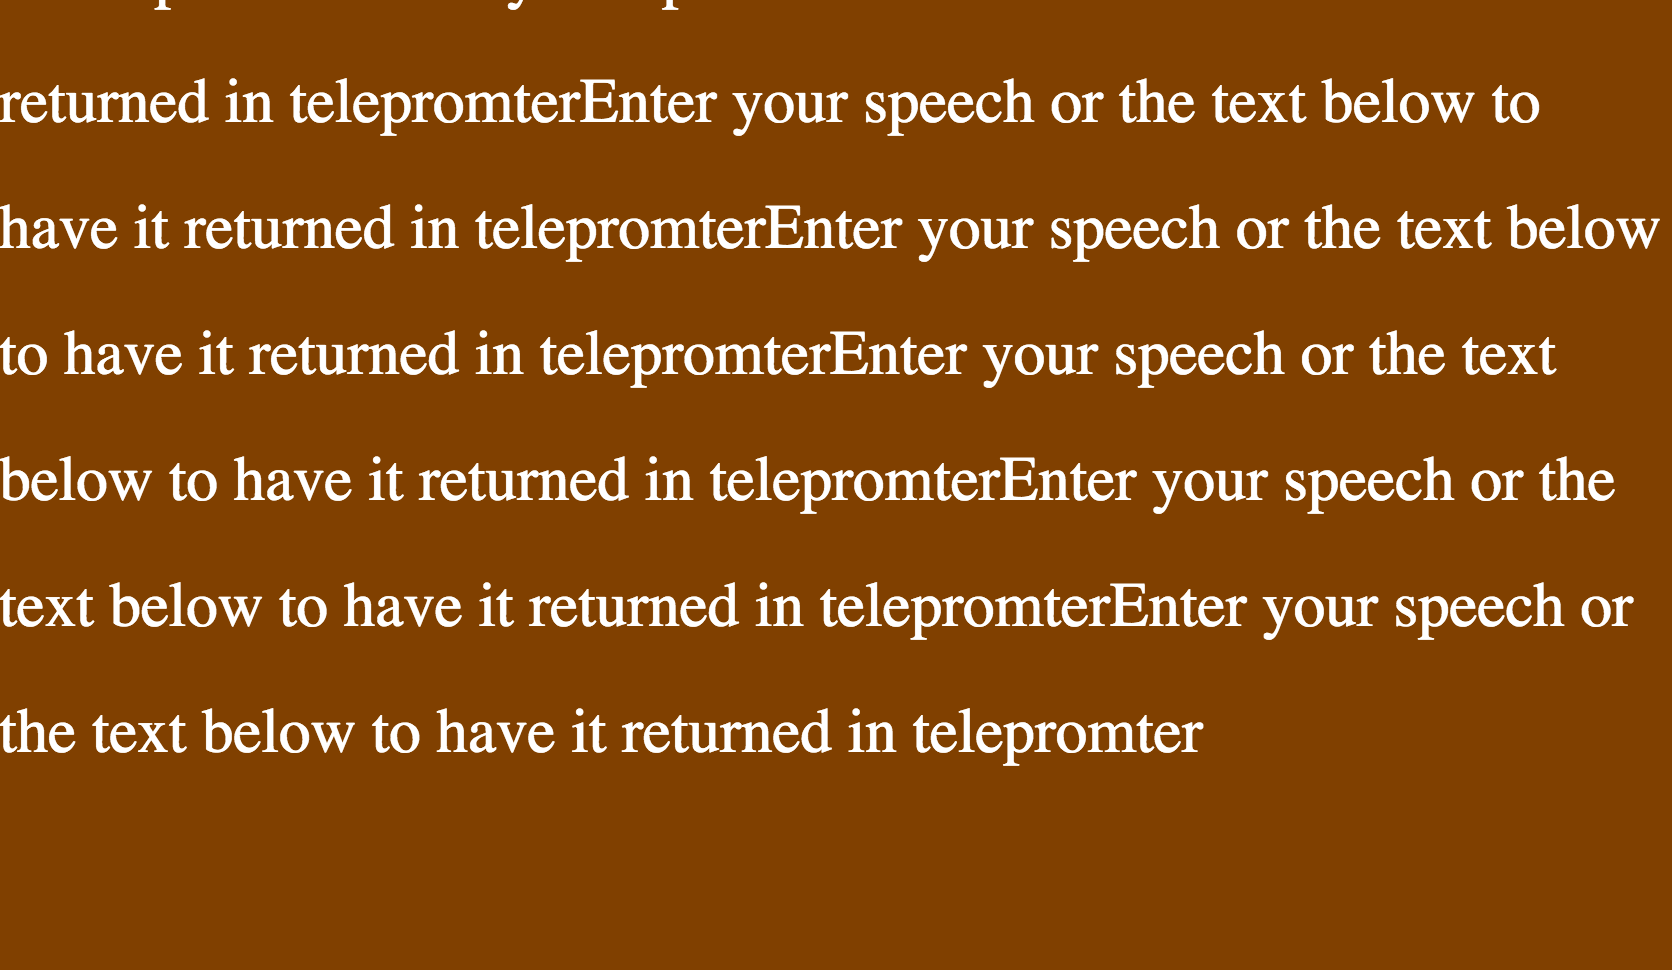 returned in telepromterEnter your speech or the text below to
have it returned in telepromterEnter your speech or the text below
to have it returned in telepromterEnter your speech or the text
below to have it returned in telepromterEnter your speech or the
text below to have it returned in telepromterEnter your speech or
the text below to have it returned in telepromter